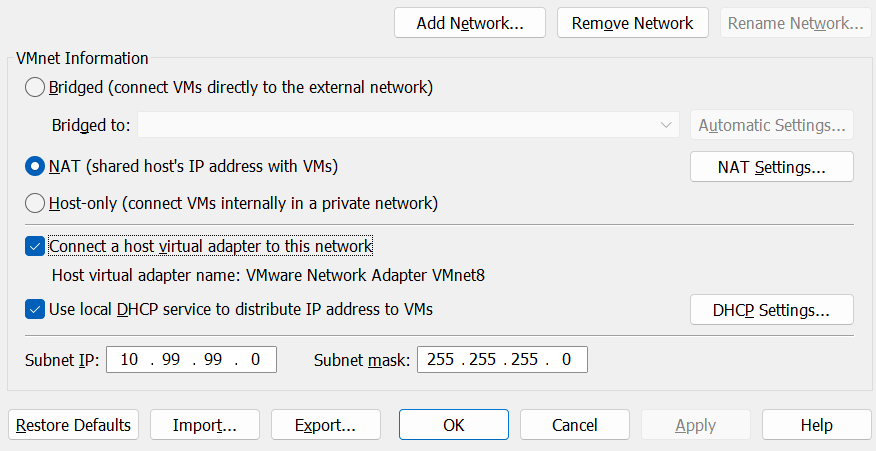 Add Network... Remove Network Rename Network...
VMnet Information
Bridged (connect VMs directly to the external network)
Bridged to: Automatic Settings...
NAT (shared host's IP address with VMs) NAT Settings...
Host-only (connect VMs internally in a private network)
Connect a host virtual adapter to this network
Host virtual adapter name: VMware Network Adapter VMnet8
Use local DHCP service to distribute IP address to VMs DHCP Settings...
Subnet IP: 10 . 99 . 99 . 0 Subnet mask: 255 . 255 . 255 . 0
Restore Defaults Import... Export... OK Cancel Apply Help